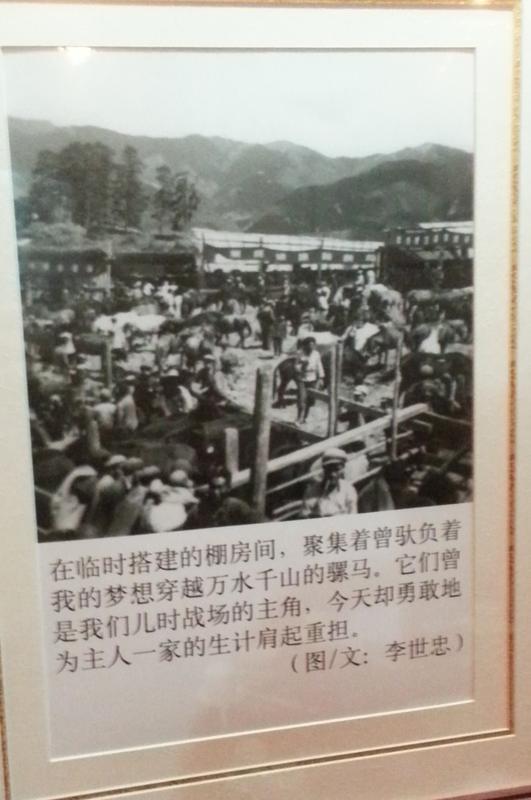 在临时搭建的棚房间，聚集着曾驮负着
我的梦想穿越万水千山的骡马。它们曾
是我们儿时战场的主角，今天却勇敢地
为主人一家的生计肩起重担。
（图/文：李世忠）